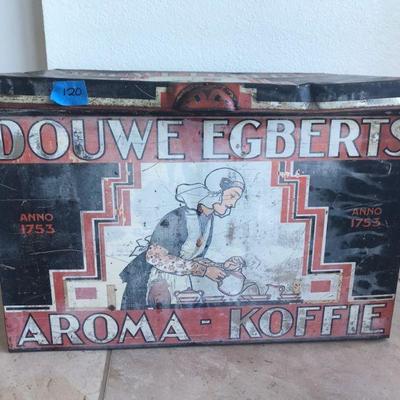 120
DOUWE EGBERTS
ANNO
1753
ANNO
1753
AROMA - KOFFIE